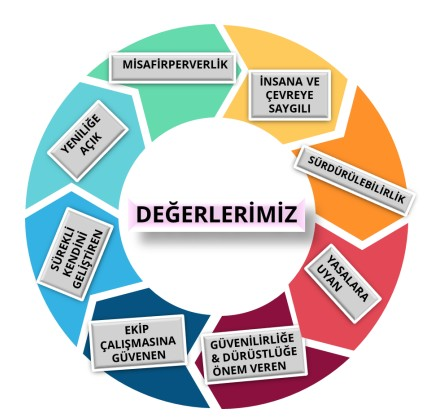 MİSAFİRPERVERLİK
İNSANA VE
ÇEVREYE
SAYGILI
SÜRDÜRÜLEBİLİRLİK
YASALARA
UYAN
GÜVENİLİRLİĞE
& DÜRÜSTLÜĞE
ÖNEM VEREN
EKİP
ÇALIŞMASINA
GÜVENEN
SÜREKLİ
KENDİNİ
GELİŞTİREN
YENİLİĞE
AÇIK
DEĞERLERİMİZ